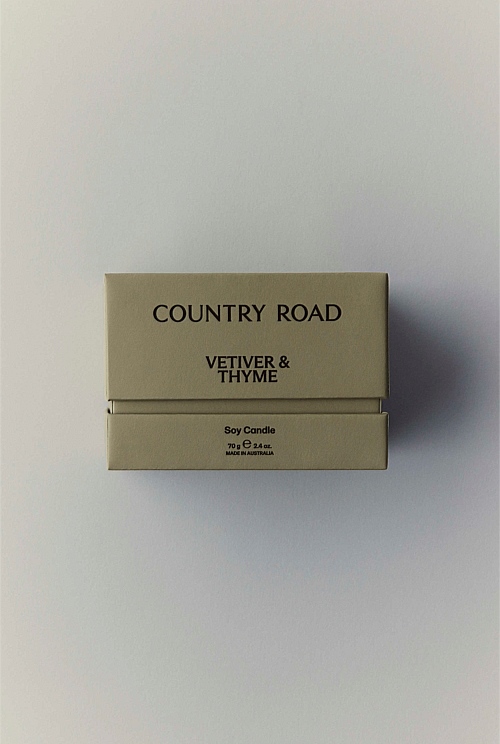 COUNTRY ROAD
VETIVER &
THYME
Soy Candle
70 g ℮ 2.4 oz.
MADE IN AUSTRALIA